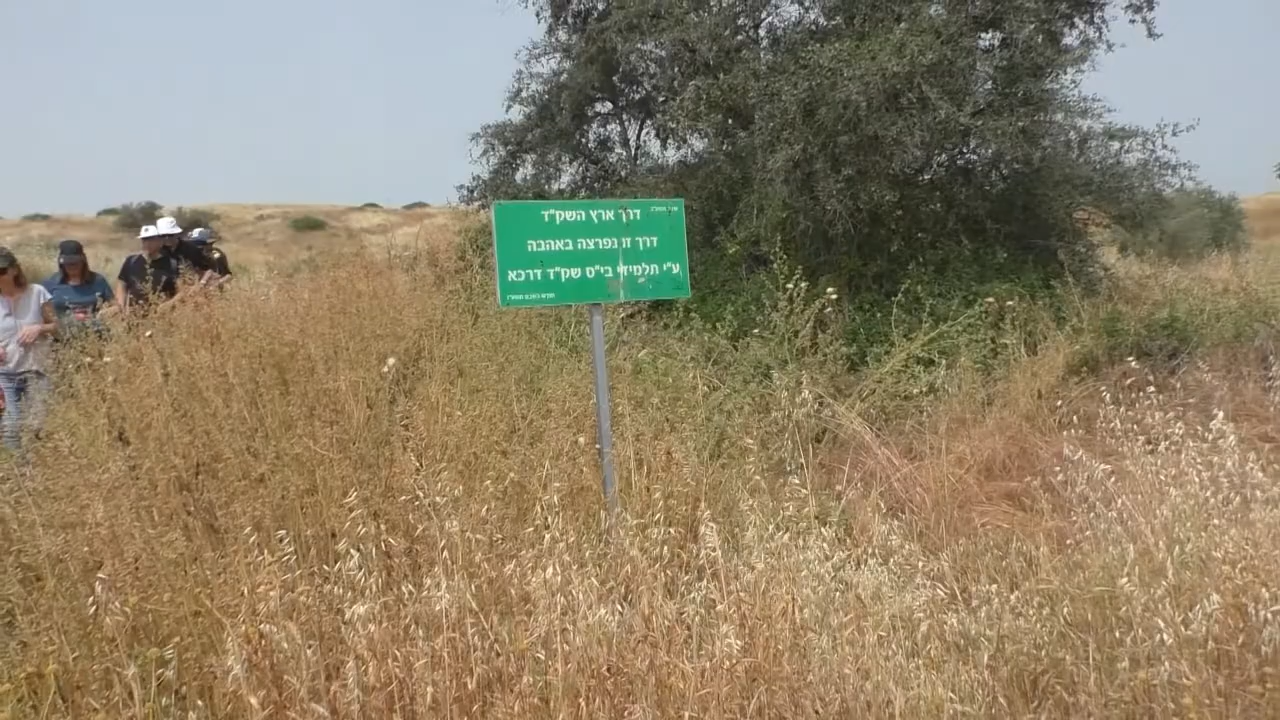 דרך ארץ השק"ד
דרך זו נפרצה באהבה
ע"י תלמידי בי"ס שק"ד דרכא